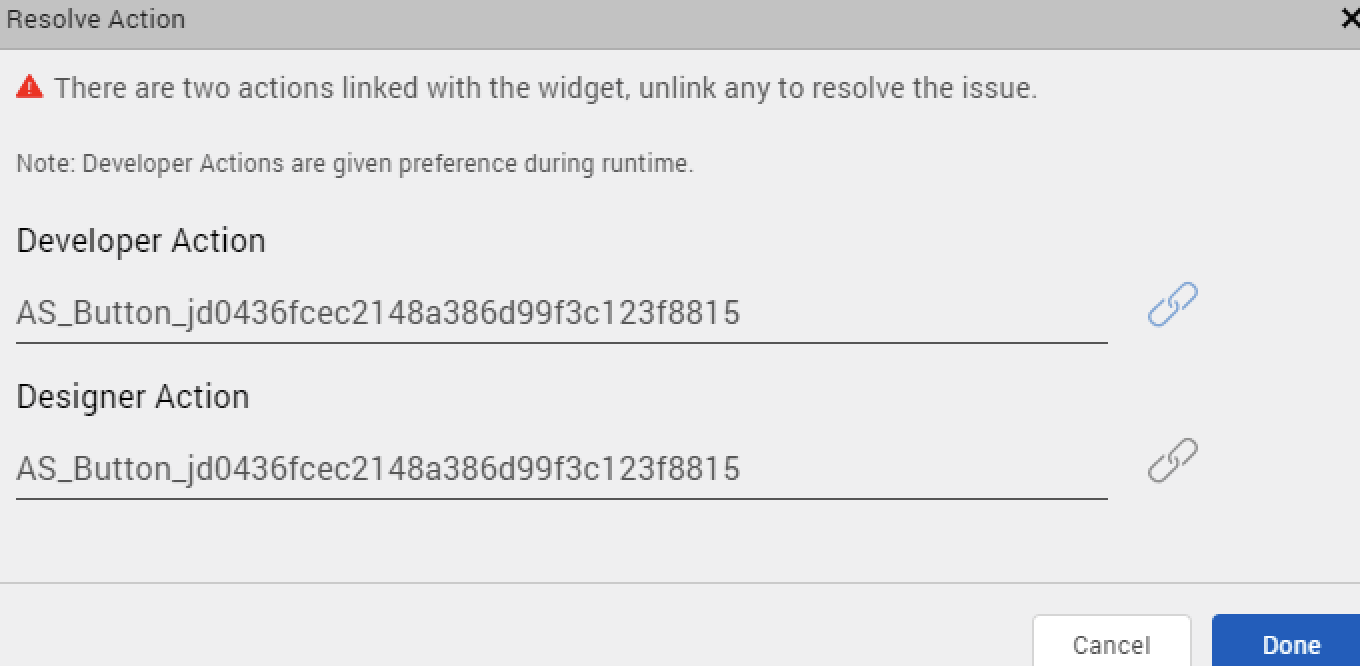 Resolve Action
There are two actions linked with the widget, unlink any to resolve the issue.
Note: Developer Actions are given preference during runtime.
Developer Action
AS_Button_jd0436fcec2148a386d99f3c123f8815
Designer Action
AS_Button_jd0436fcec2148a386d99f3c123f8815
Cancel
Done